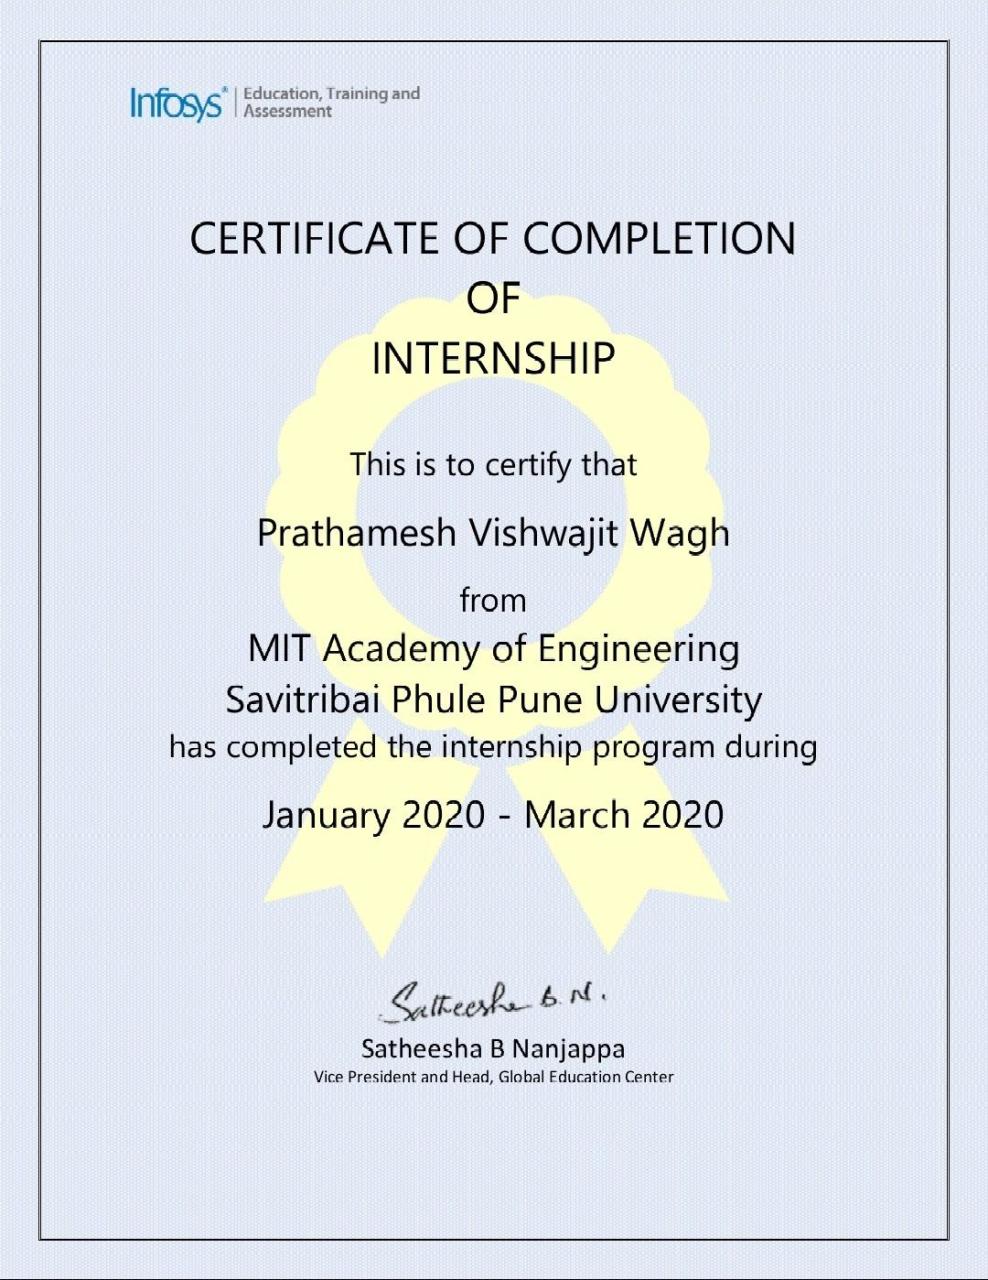 Infosys® | Education, Training and
Assessment
CERTIFICATE OF COMPLETION
OF
INTERNSHIP
This is to certify that
Prathamesh Vishwajit Wagh
from
MIT Academy of Engineering
Savitribai Phule Pune University
has completed the internship program during
January 2020 - March 2020
Satheesha B. N.
Satheesha B Nanjappa
Vice President and Head, Global Education Center